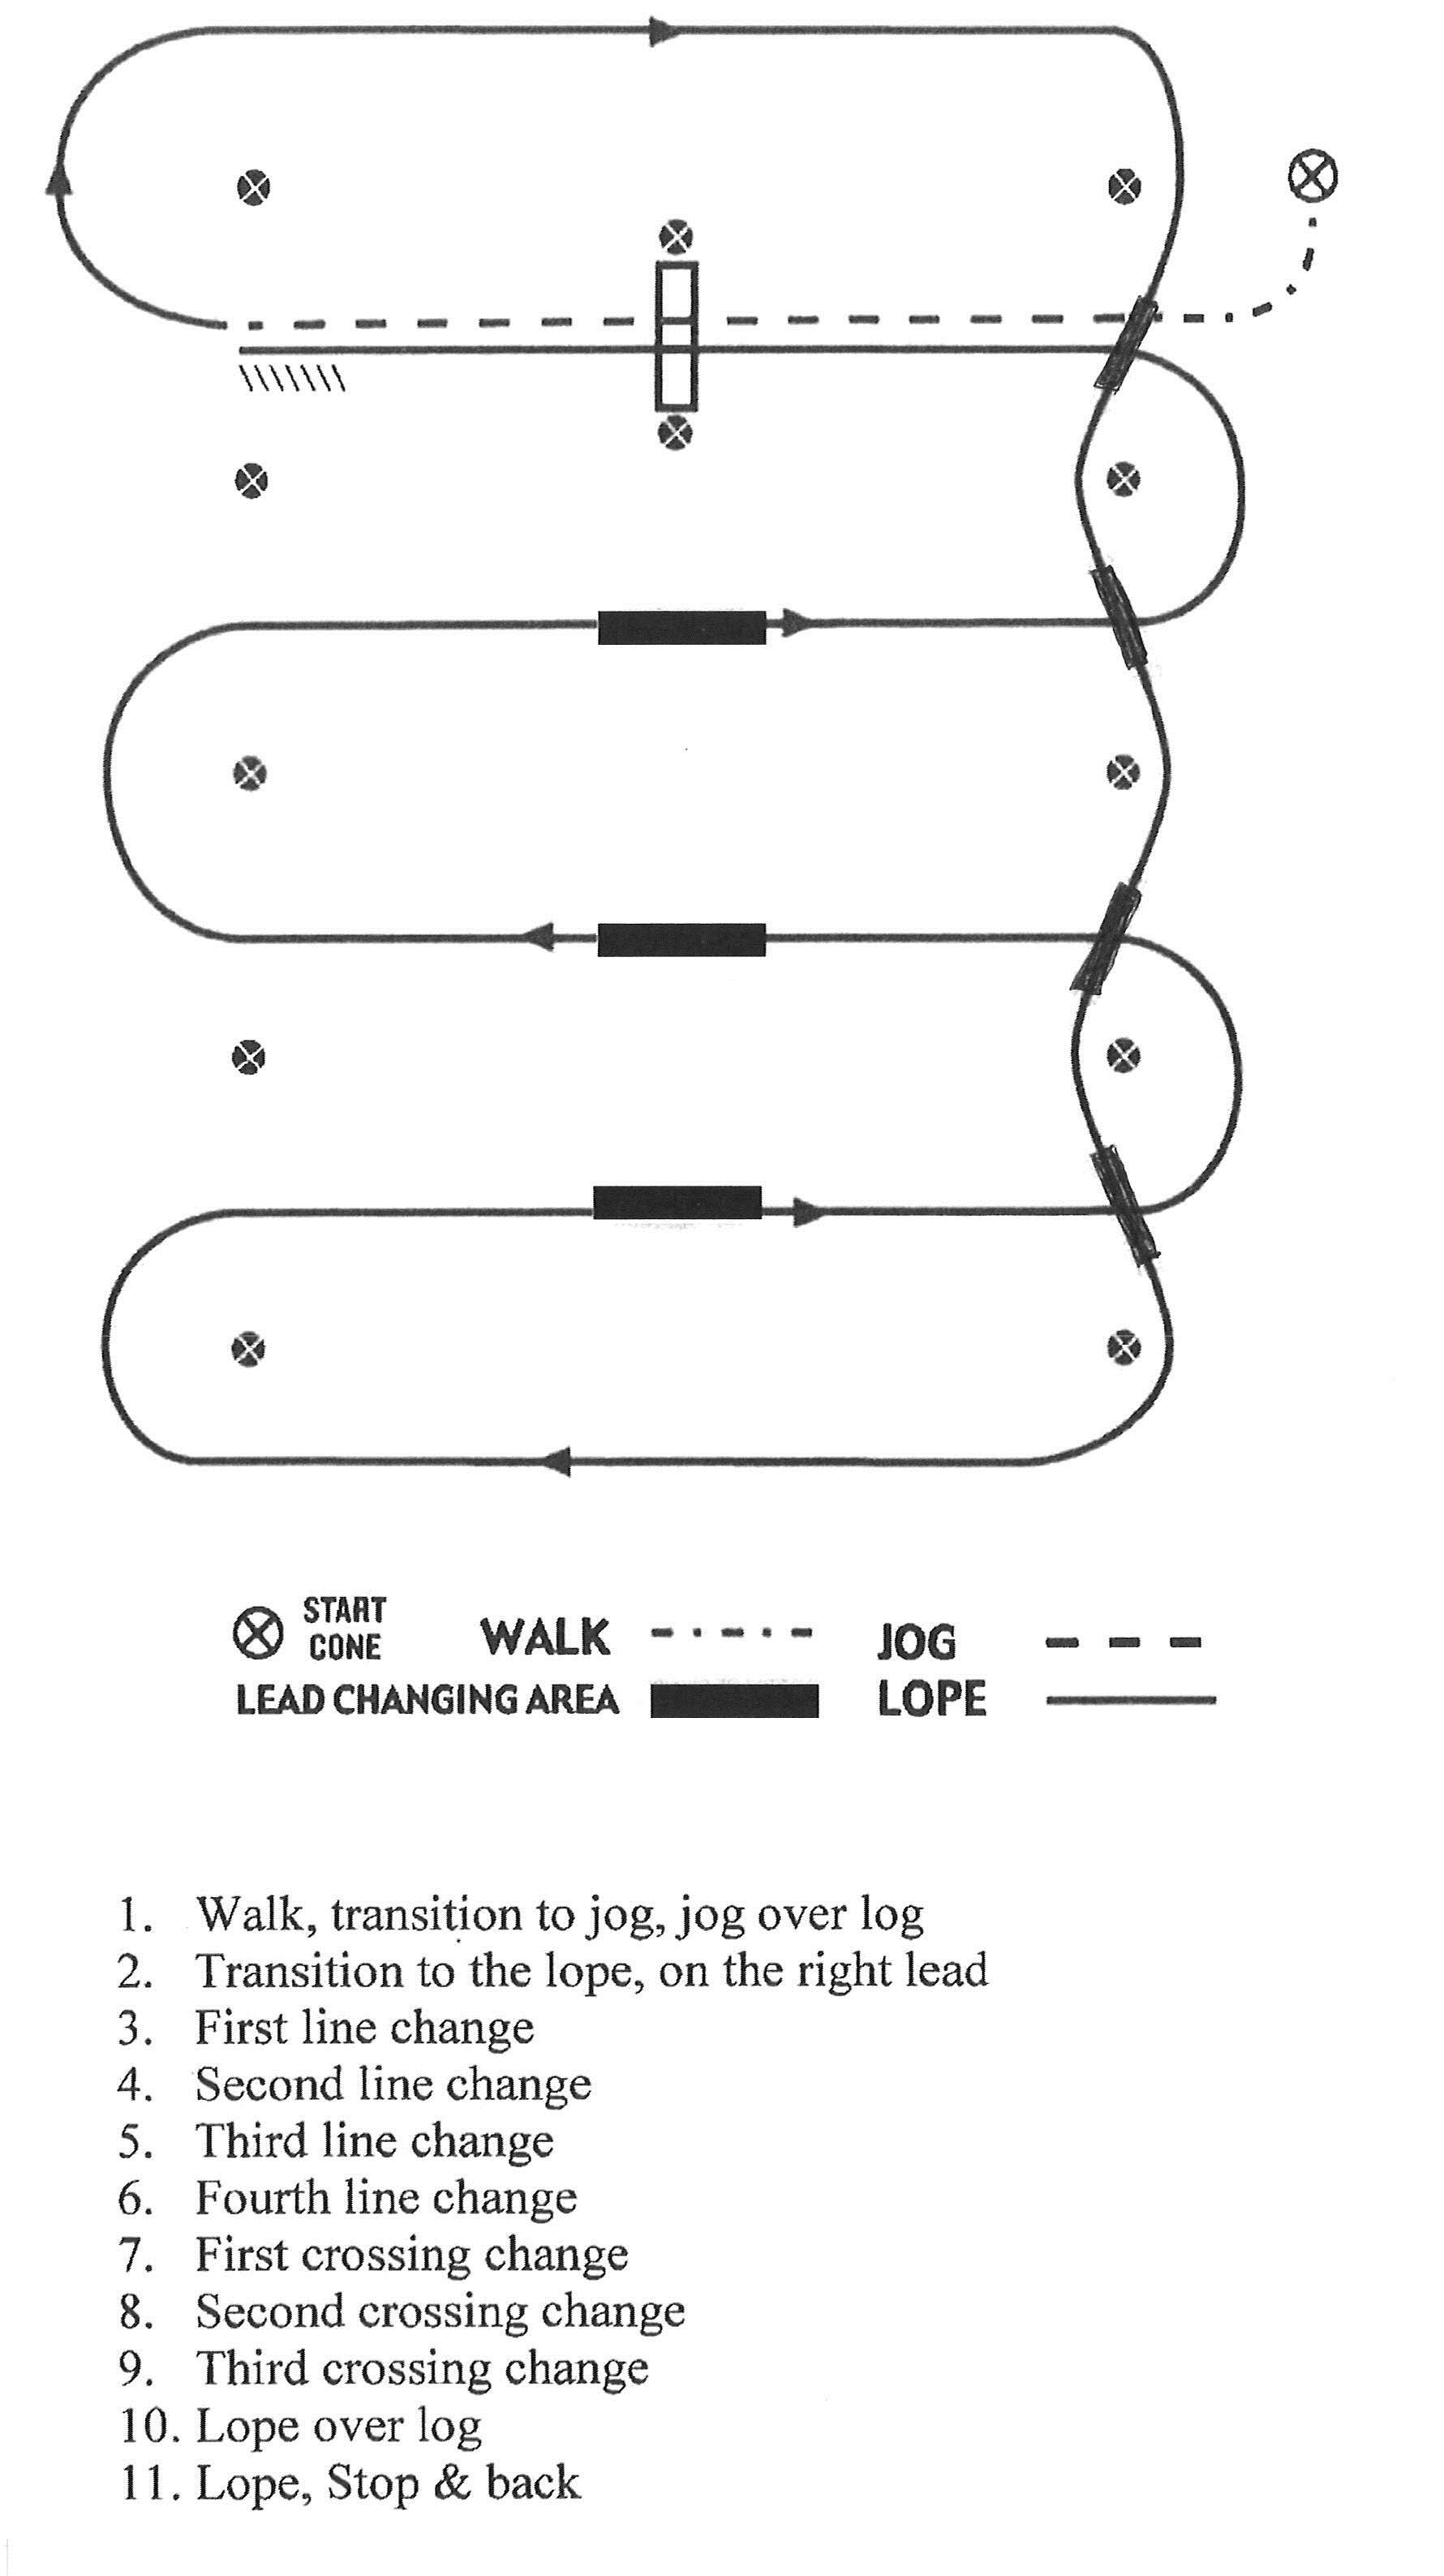 START
CONE
WALK
JOG
LEAD CHANGING AREA
LOPE
1. Walk, transition to jog, jog over log
2. Transition to the lope, on the right lead
3. First line change
4. Second line change
5. Third line change
6. Fourth line change
7. First crossing change
8. Second crossing change
9. Third crossing change
10. Lope over log
11. Lope, Stop & back